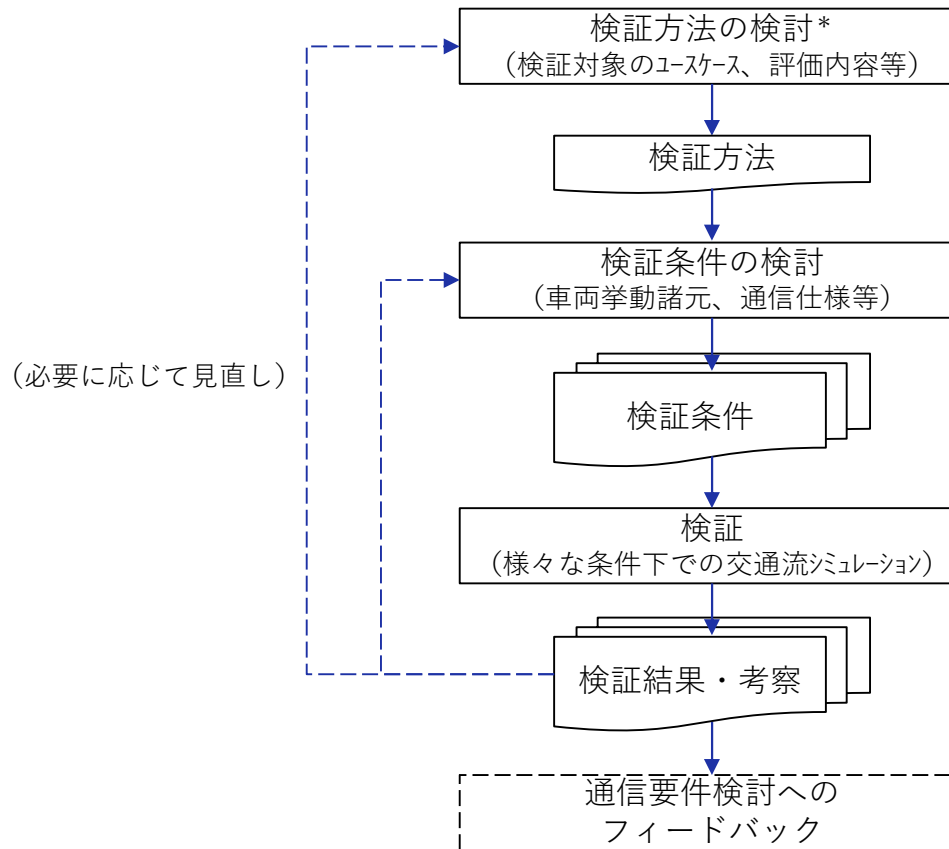 検証方法の検討*
（検証対象のﾕｰｽｹｰｽ、評価内容等）
検証方法
検証条件の検討
（車両挙動諸元、通信仕様等）
（必要に応じて見直し）
検証条件
検証
（様々な条件下での交通流ｼﾐｭﾚｰｼｮﾝ）
検証結果・考察
通信要件検討への
フィードバック